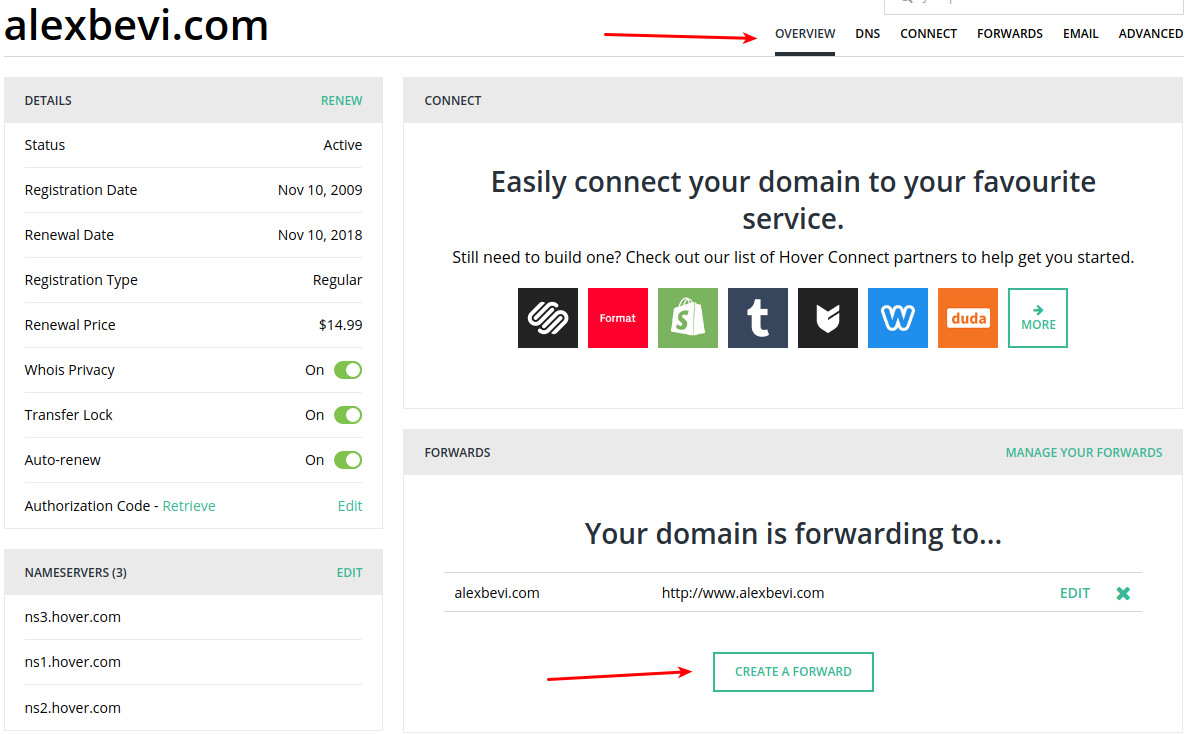 alexbevi.com
OVERVIEW DNS CONNECT FORWARDS EMAIL ADVANCED
DETAILS RENEW
Status Active
Registration Date Nov 10, 2009
Renewal Date Nov 10, 2018
Registration Type Regular
Renewal Price $14.99
Whois Privacy On
Transfer Lock On
Auto-renew On
Authorization Code - Retrieve Edit
NAMESERVERS (3) EDIT
ns3.hover.com
ns1.hover.com
ns2.hover.com
CONNECT
Easily connect your domain to your favourite
service.
Still need to build one? Check out our list of Hover Connect partners to help get you started.
Format
duda
MORE
FORWARDS MANAGE YOUR FORWARDS
Your domain is forwarding to...
alexbevi.com http://www.alexbevi.com EDIT
CREATE A FORWARD